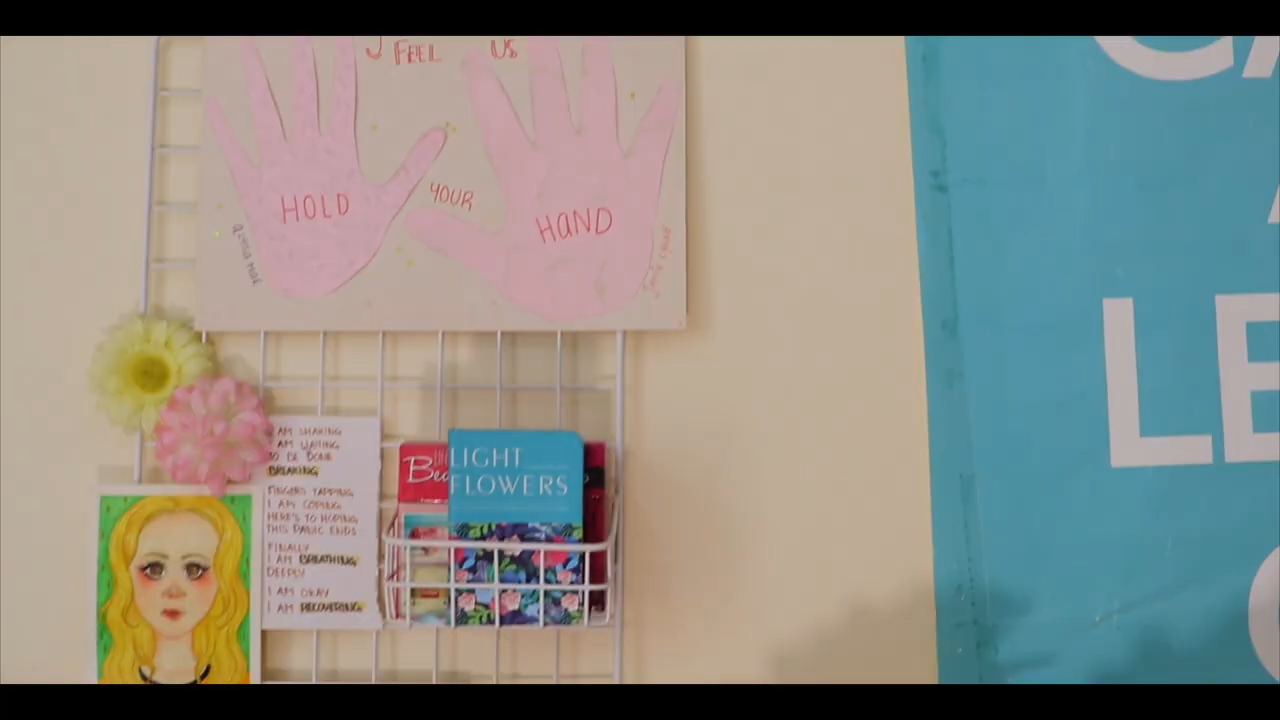 FEEL US
HOLD YOUR HAND
I AM SHAKING
I AM WAITING
TO BE DONE
BREAKING
FINGERS TAPPING
I AM COPING
HERE'S TO HOPING
THIS PANIC ENDS
FINALLY
I AM BREATHING
DEEPLY
I AM OKAY
I AM RECOVERING
LIGHT
FLOWERS
LE